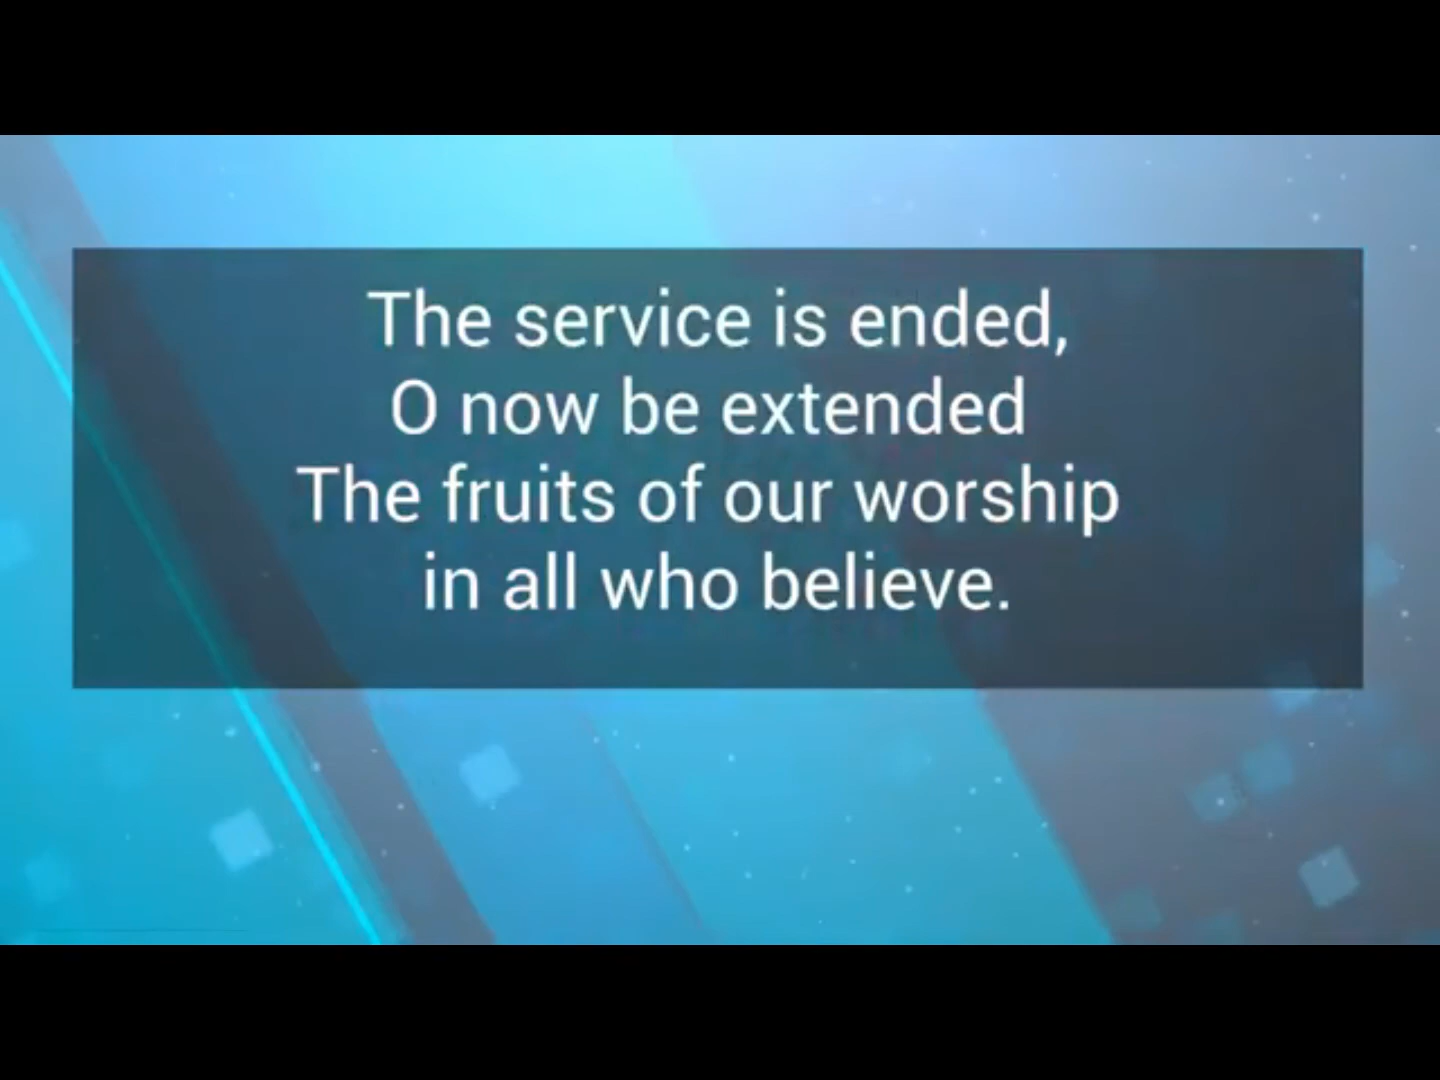 The service is ended,
O now be extended
The fruits of our worship
in all who believe.